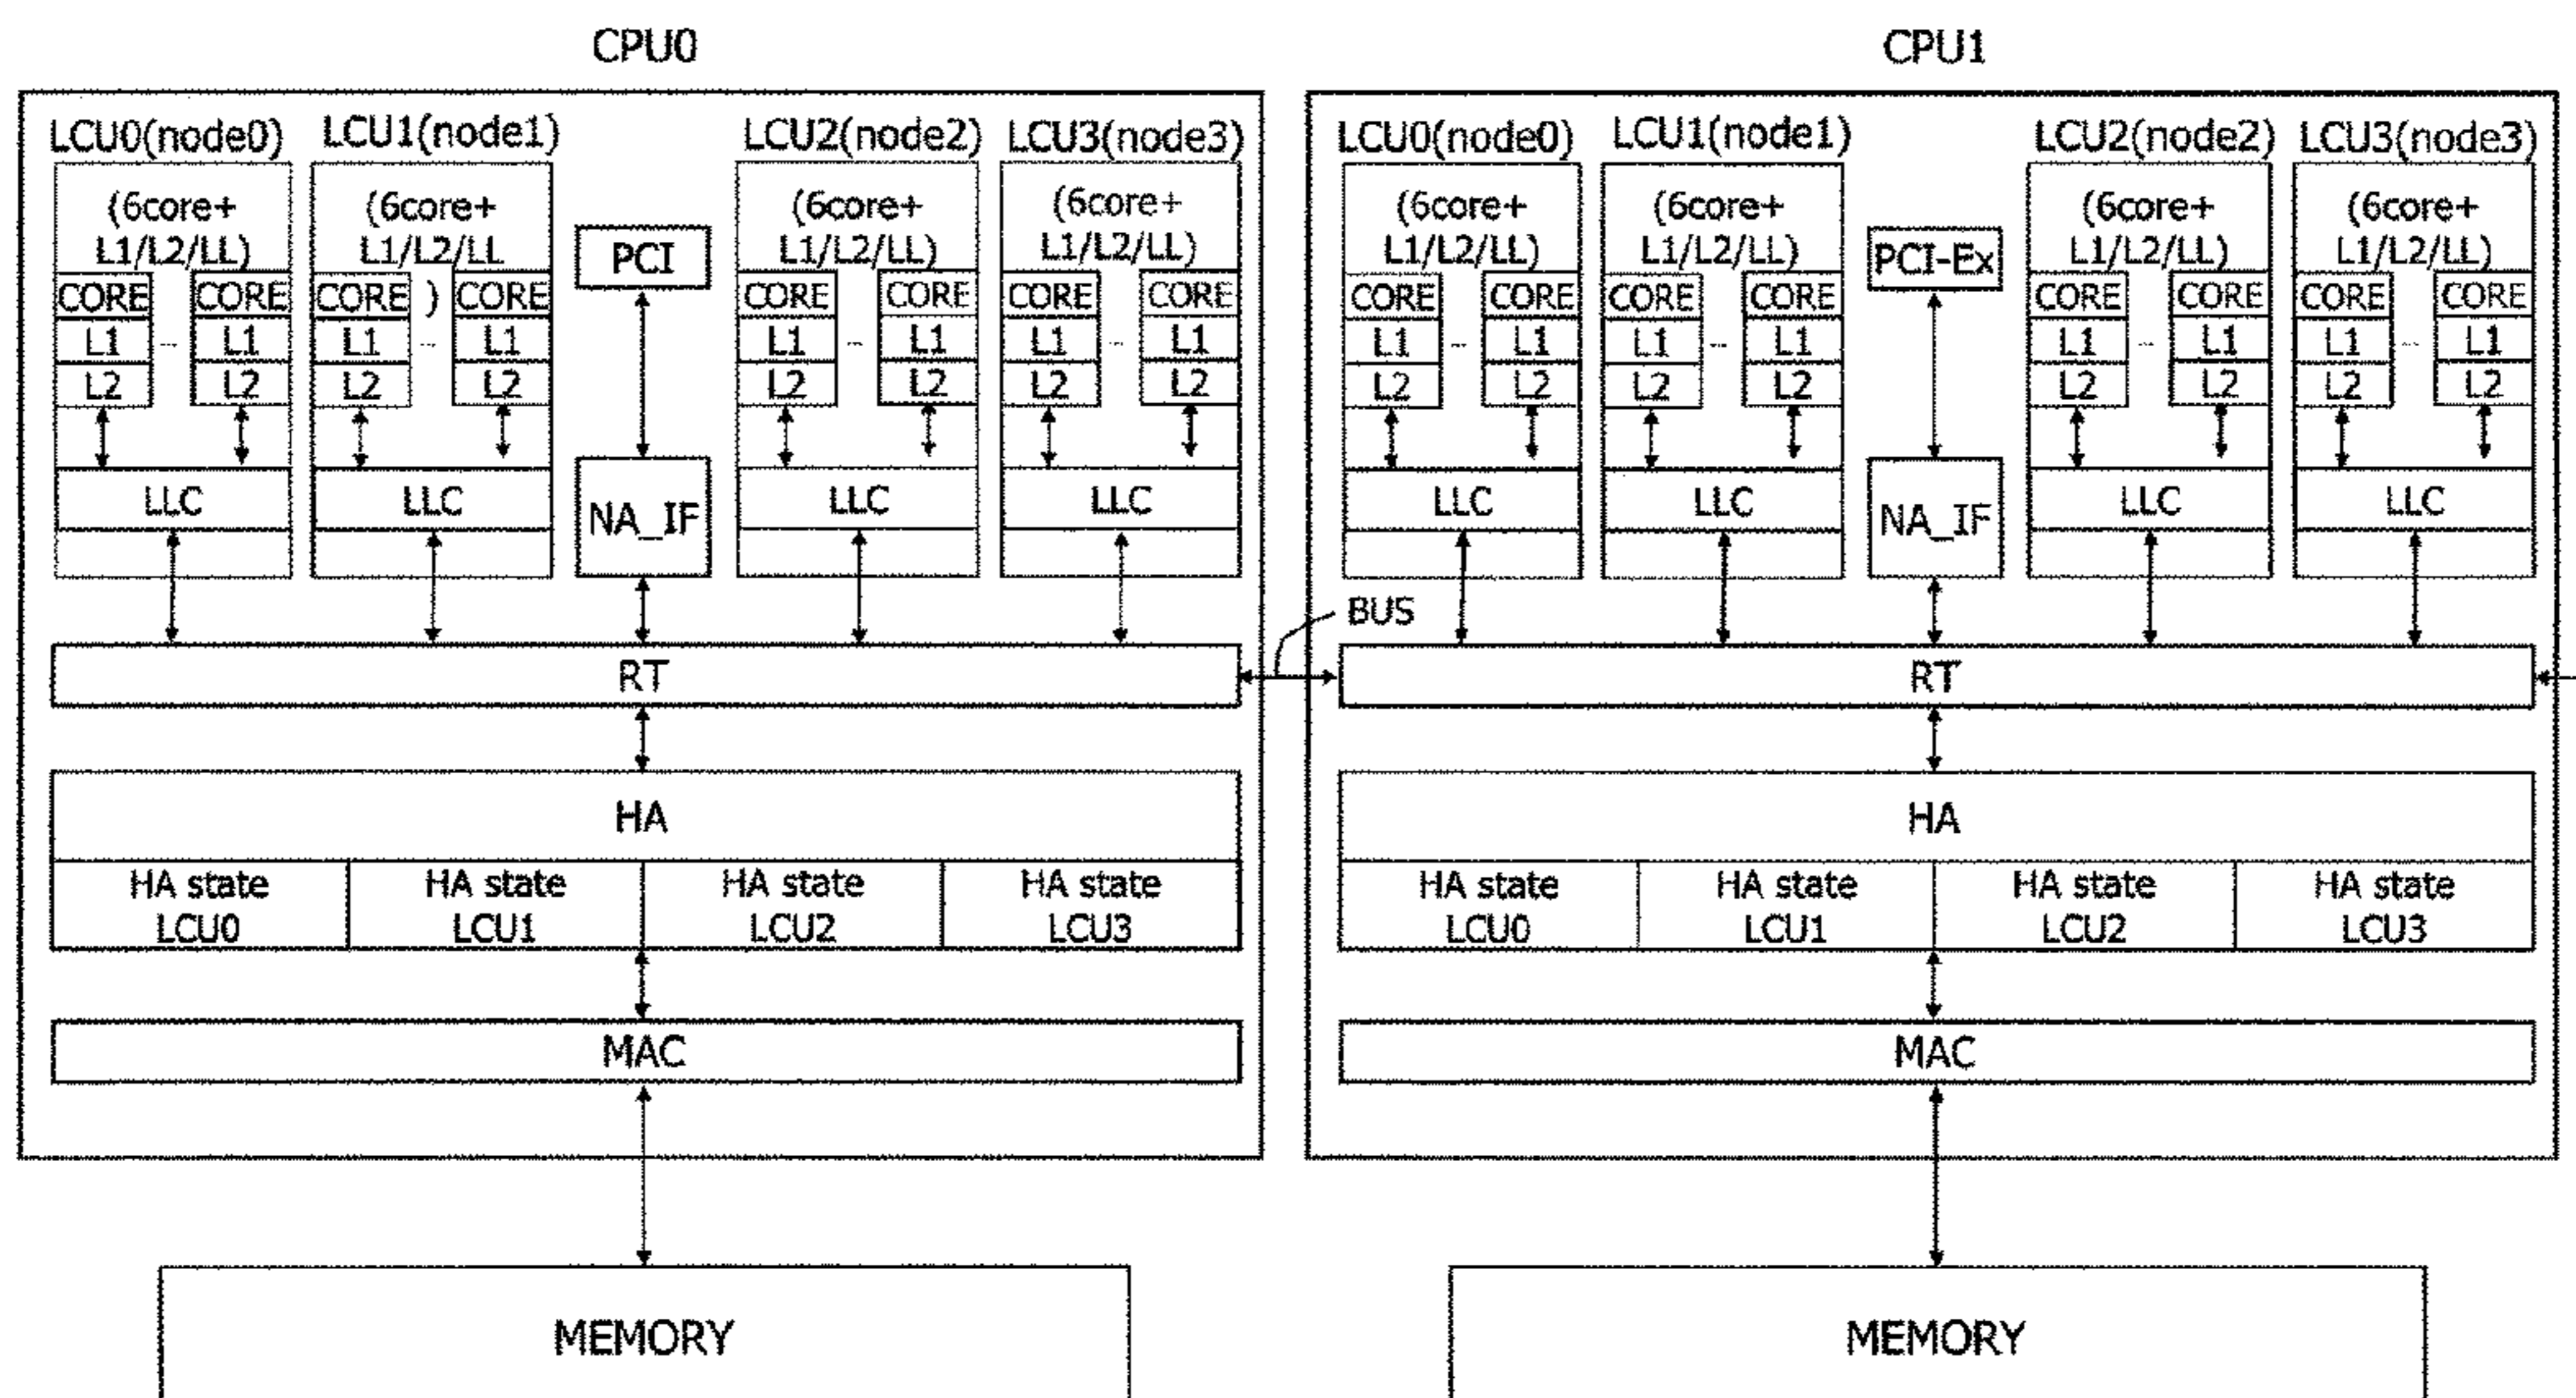 CPU0
LCU0(node0)
(6core+
L1/L2/LL)
CORE
L1
L2
CORE
L1
L2
LLC
LCU1(node1)
(6core+
L1/L2/LL
)
CORE
L1
L2
CORE
L1
L2
LLC
PCI
NA_IF
LCU2(node2)
(6core+
L1/L2/LL)
CORE
L1
L2
CORE
L1
L2
LLC
LCU3(node3)
(6core+
L1/L2/LL)
CORE
L1
L2
CORE
L1
L2
LLC
RT
HA
HA state
LCU0
HA state
LCU1
HA state
LCU2
HA state
LCU3
MAC
MEMORY
BUS
CPU1
LCU0(node0)
(6core+
L1/L2/LL)
CORE
L1
L2
CORE
L1
L2
LLC
LCU1(node1)
(6core+
L1/L2/LL)
CORE
L1
L2
CORE
L1
L2
LLC
PCI-Ex
NA_IF
LCU2(node2)
(6core+
L1/L2/LL)
CORE
L1
L2
CORE
L1
L2
LLC
LCU3(node3)
(6core+
L1/L2/LL)
CORE
L1
L2
CORE
L1
L2
LLC
RT
HA
HA state
LCU0
HA state
LCU1
HA state
LCU2
HA state
LCU3
MAC
MEMORY